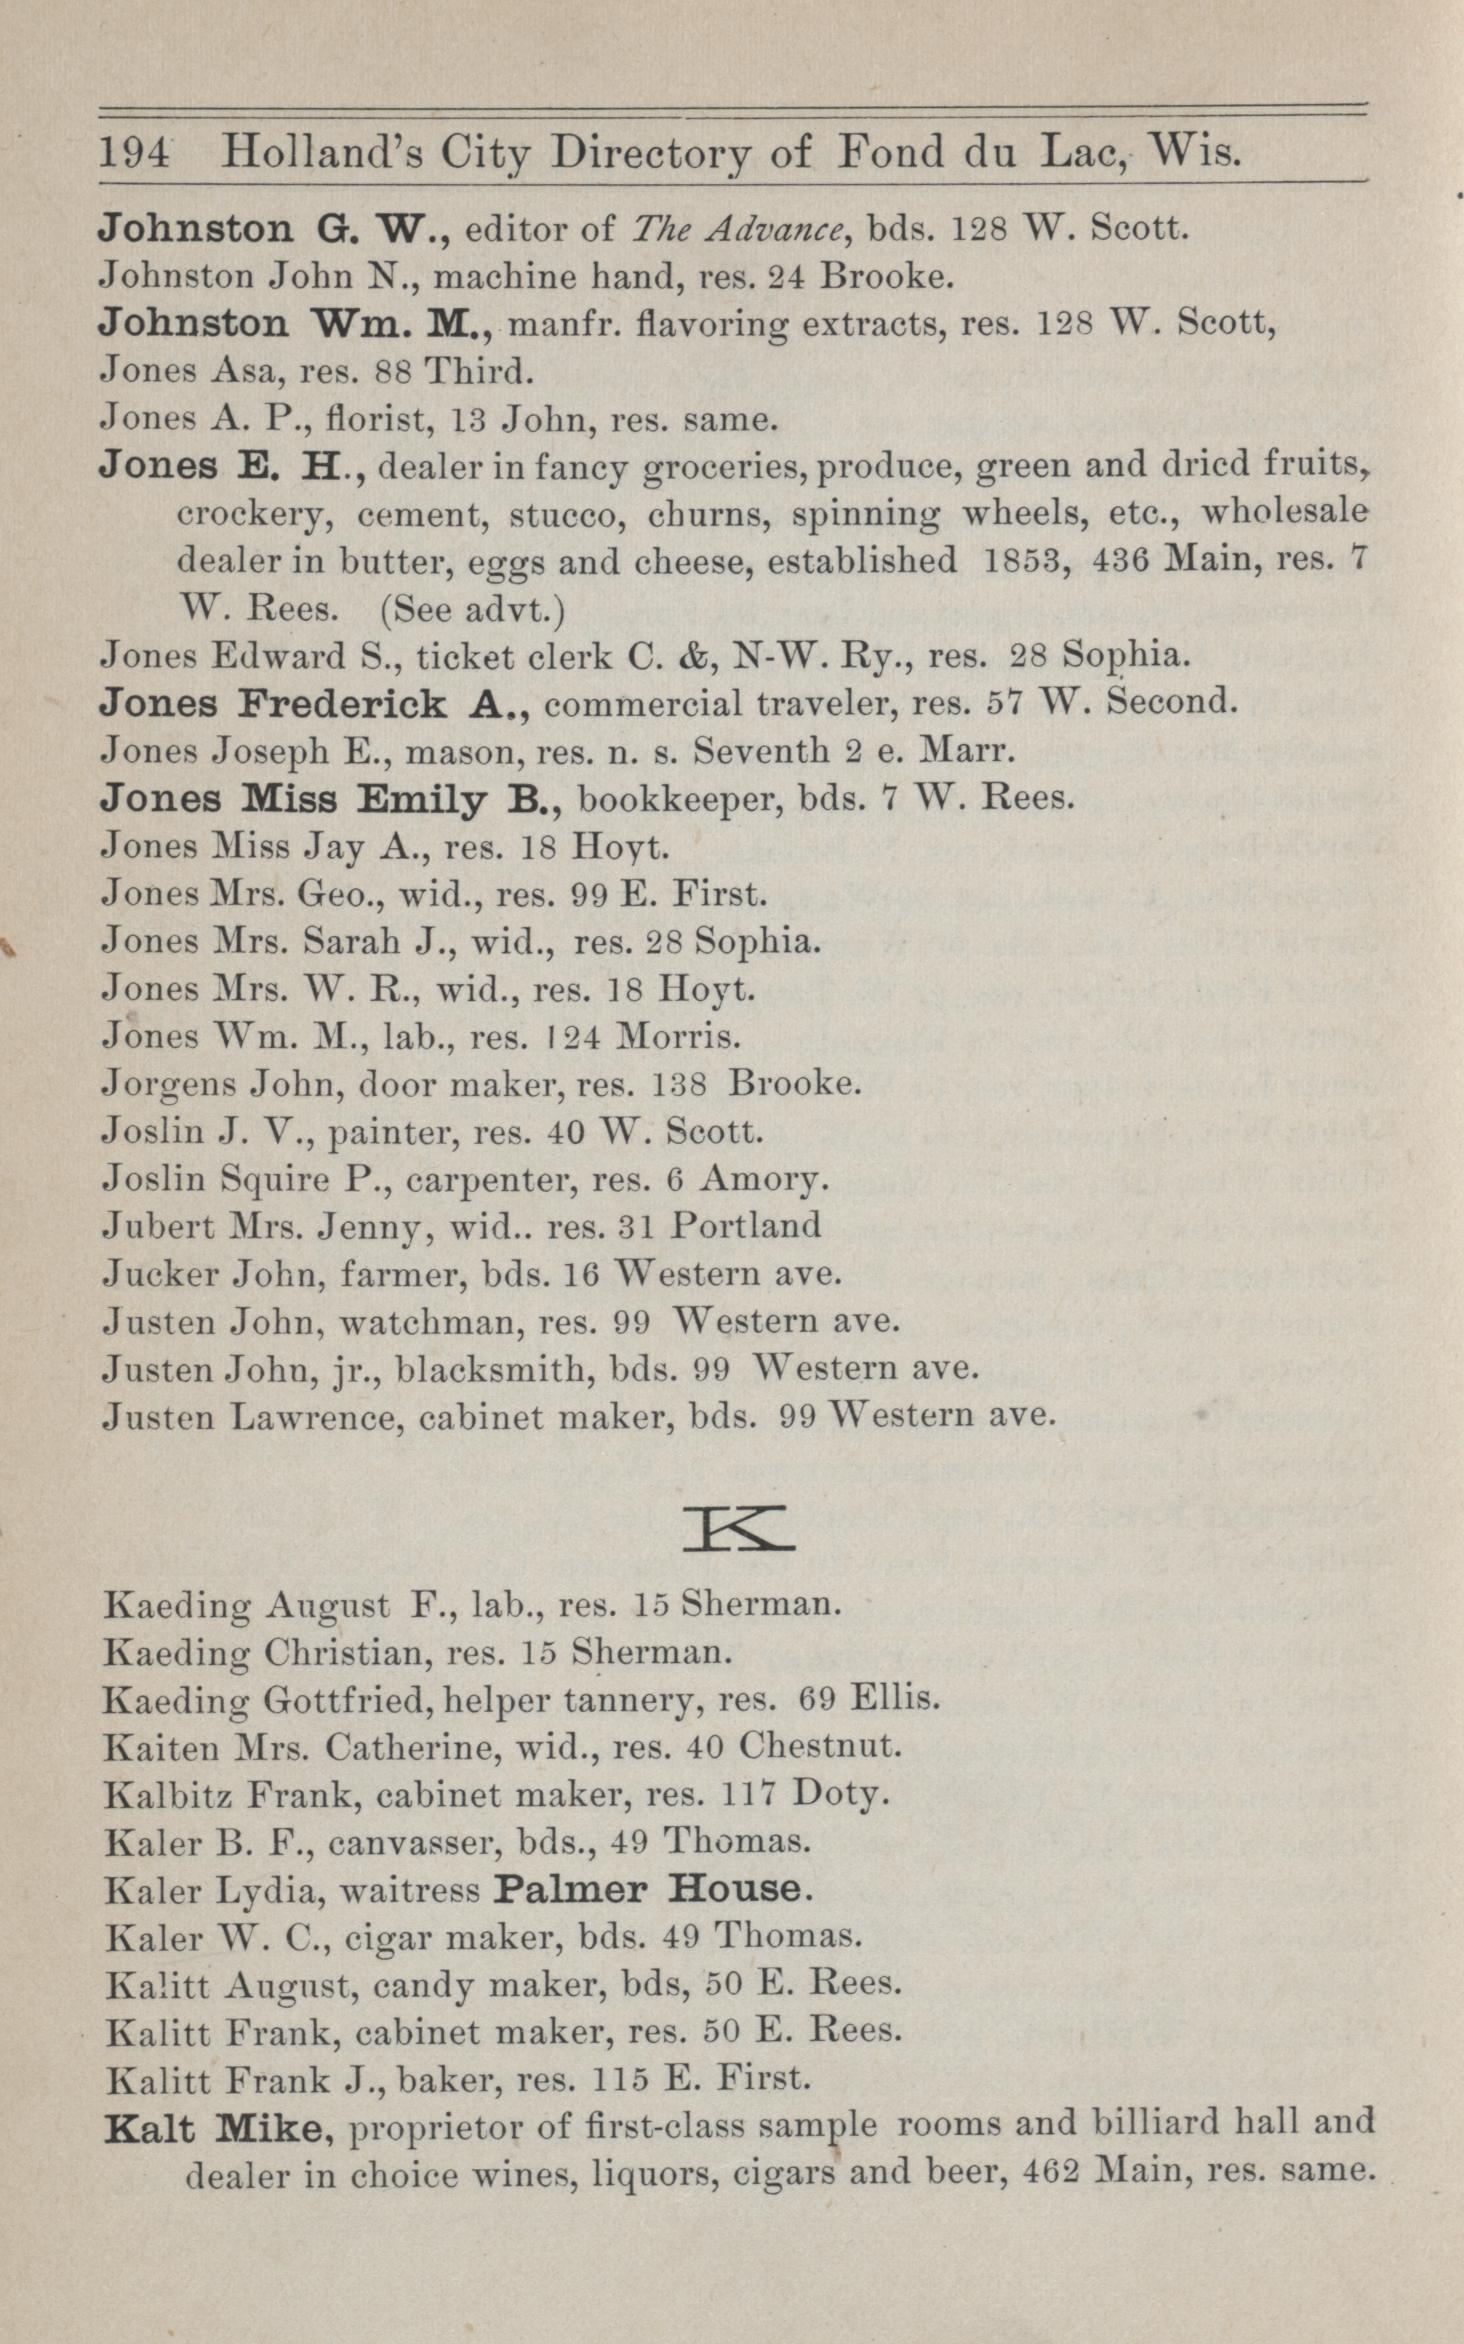 194 Holland's City Directory of Fond du Lac, Wis.
Johnston G. W., editor of The Advance, bds. 128 W. Scott.
Johnston John N., machine hand, res. 24 Brooke.
Johnston Wm. M., manfr. flavoring extracts, res. 128 W. Scott,
Jones Asa, res. 88 Third.
Jones A. P., florist, 13 John, res. same.
Jones E. H., dealer in fancy groceries, produce, green and dricd fruits,
crockery, cement, stucco, churns, spinning wheels, etc., wholesale
dealer in butter, eggs and cheese, established 1853, 436 Main, res. 7
W. Rees. (See advt.)
Jones Edward S., ticket clerk C. &, N-W. Ry., res. 28 Sophia.
Jones Frederick A., commercial traveler, res. 57 W. Second.
Jones Joseph E., mason, res. n. s. Seventh 2 e. Marr.
Jones Miss Emily B., bookkeeper, bds. 7 W. Rees.
Jones Miss Jay A., res. 18 Hoyt.
Jones Mrs. Geo., wid., res. 99 E. First.
Jones Mrs. Sarah J., wid., res. 28 Sophia.
Jones Mrs. W. R., wid., res. 18 Hoyt.
Jones Wm. M., lab., res. 124 Morris.
Jorgens John, door maker, res. 138 Brooke.
Joslin J. V., painter, res. 40 W. Scott.
Joslin Squire P., carpenter, res. 6 Amory.
Jubert Mrs. Jenny, wid.. res. 31 Portland
Jucker John, farmer, bds. 16 Western ave.
Justen John, watchman, res. 99 Western ave.
Justen John, jr., blacksmith, bds. 99 Western ave.
Justen Lawrence, cabinet maker, bds. 99 Western ave.
K
Kaeding August F., lab., res. 15 Sherman.
Kaeding Christian, res. 15 Sherman.
Kaeding Gottfried, helper tannery, res. 69 Ellis.
Kaiten Mrs. Catherine, wid., res. 40 Chestnut.
Kalbitz Frank, cabinet maker, res. 117 Doty.
Kaler B. F., canvasser, bds., 49 Thomas.
Kaler Lydia, waitress Palmer House.
Kaler W. C., cigar maker, bds. 49 Thomas.
Kalitt August, candy maker, bds, 50 E. Rees.
Kalitt Frank, cabinet maker, res. 50 E. Rees.
Kalitt Frank J., baker, res. 115 E. First.
Kalt Mike, proprietor of first-class sample rooms and billiard hall and
dealer in choice wines, liquors, cigars and beer, 462 Main, res. same.